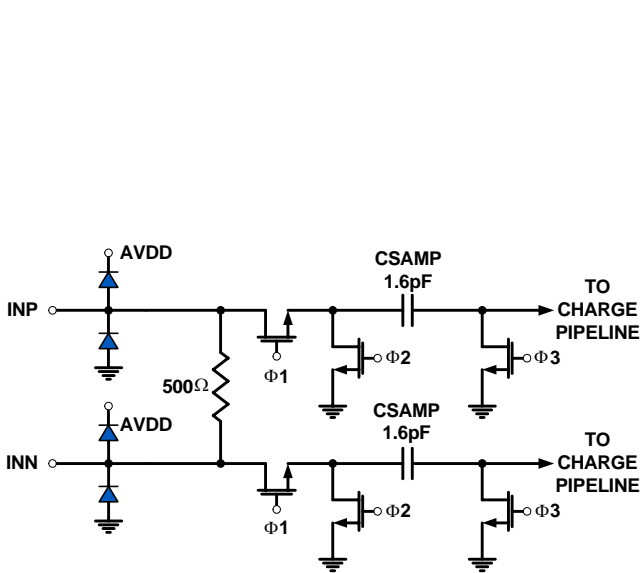 AVDD
CSAMP
1.6pF
INP
TO
CHARGE
PIPELINE
Φ2
Φ3
Φ1
500Ω
AVDD
CSAMP
1.6pF
INN
TO
CHARGE
PIPELINE
Φ2
Φ3
Φ1